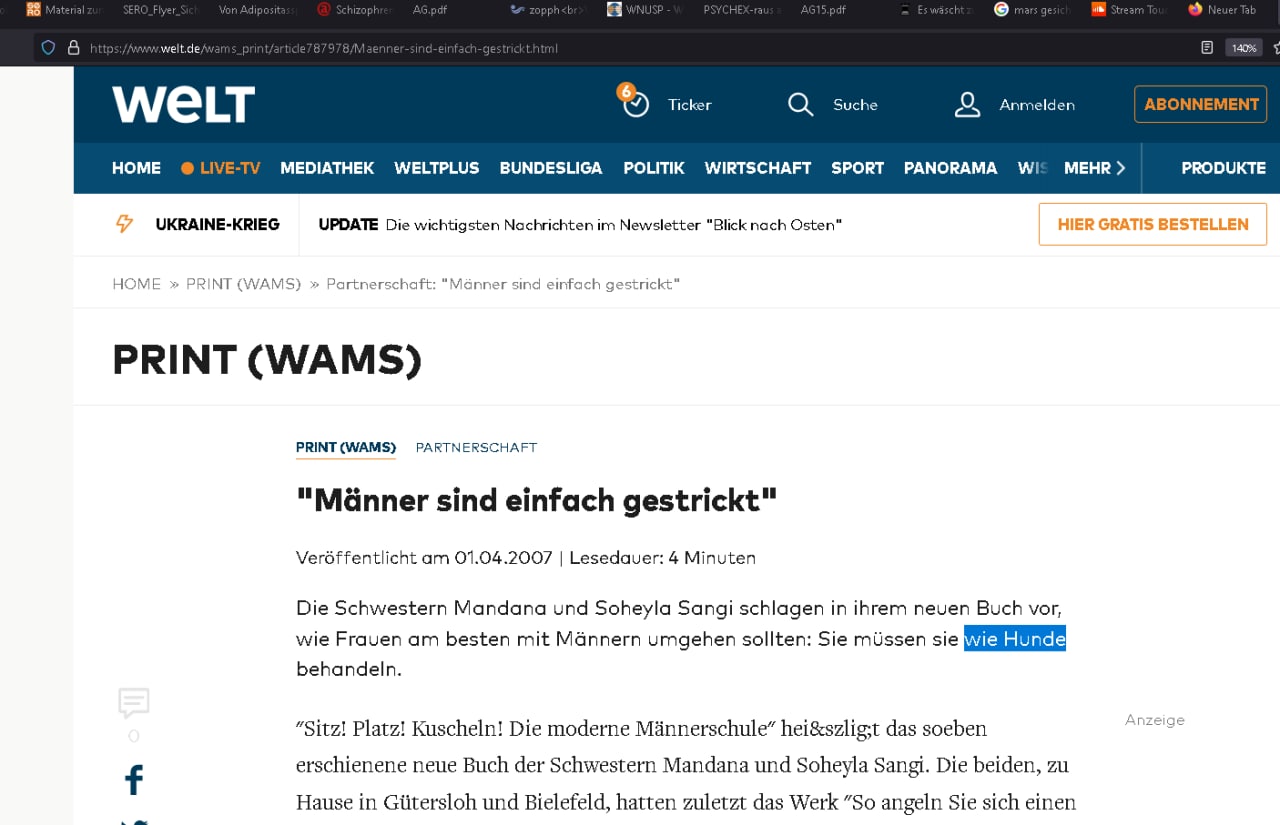 Material zu
SERO_Flyer_Sich
Von Adipositas
Schizophre
AG.pdf
zopph<br>
WNUSP - W
PSYCHEX-raus a
AG15.pdf
Es wäscht z
mars gesich
Stream Tou
Neuer Tab
https://www.welt.de/wams_print/article787978/Maenner-sind-einfach-gestrickt.html
140%
WELT
6
Ticker
Suche
Anmelden
ABONNEMENT
HOME LIVE-TV MEDIATHEK WELTPLUS BUNDESLIGA POLITIK WIRTSCHAFT SPORT PANORAMA WIS MEHR PRODUKTE
UKRAINE-KRIEG
UPDATE Die wichtigsten Nachrichten im Newsletter "Blick nach Osten"
HIER GRATIS BESTELLEN
HOME » PRINT (WAMS) » Partnerschaft: "Männer sind einfach gestrickt"
PRINT (WAMS)
PRINT (WAMS) PARTNERSCHAFT
"Männer sind einfach gestrickt"
Veröffentlicht am 01.04.2007 | Lesedauer: 4 Minuten
Die Schwestern Mandana und Soheyla Sangi schlagen in ihrem neuen Buch vor,
wie Frauen am besten mit Männern umgehen sollten: Sie müssen sie wie Hunde
behandeln.
"Sitz! Platz! Kuscheln! Die moderne Männerschule" hei&szlig;t das soeben
erschienene neue Buch der Schwestern Mandana und Soheyla Sangi. Die beiden, zu
Hause in Gütersloh und Bielefeld, hatten zuletzt das Werk "So angeln Sie sich einen
Anzeige
0